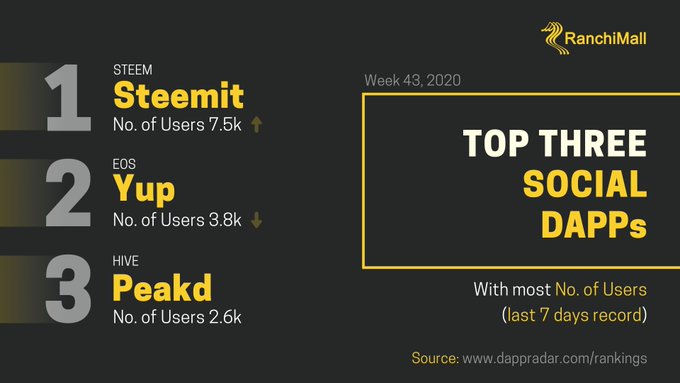 RanchiMall
Week 43, 2020
TOP THREE
SOCIAL
DAPPs
With most No. of Users
(last 7 days record)
1
STEEM
Steemit
No. of Users 7.5k
2
EOS
Yup
No. of Users 3.8k
3
HIVE
Peakd
No. of Users 2.6k
Source: www.dappradar.com/rankings